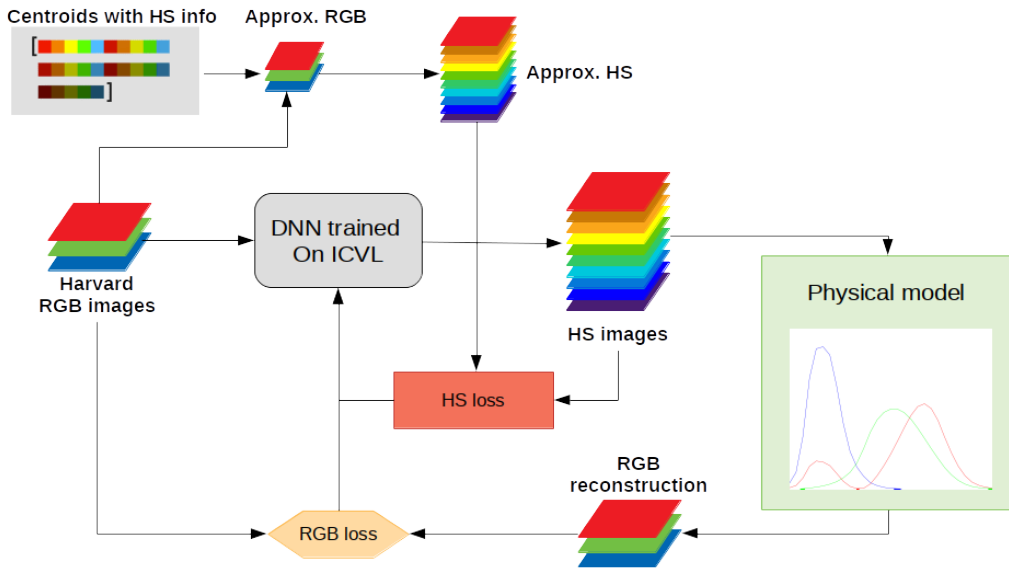 Centroids with HS info
Approx. RGB
[
]
Approx. HS
DNN trained
On ICVL
Harvard
RGB images
HS images
Physical model
HS loss
RGB
reconstruction
RGB loss